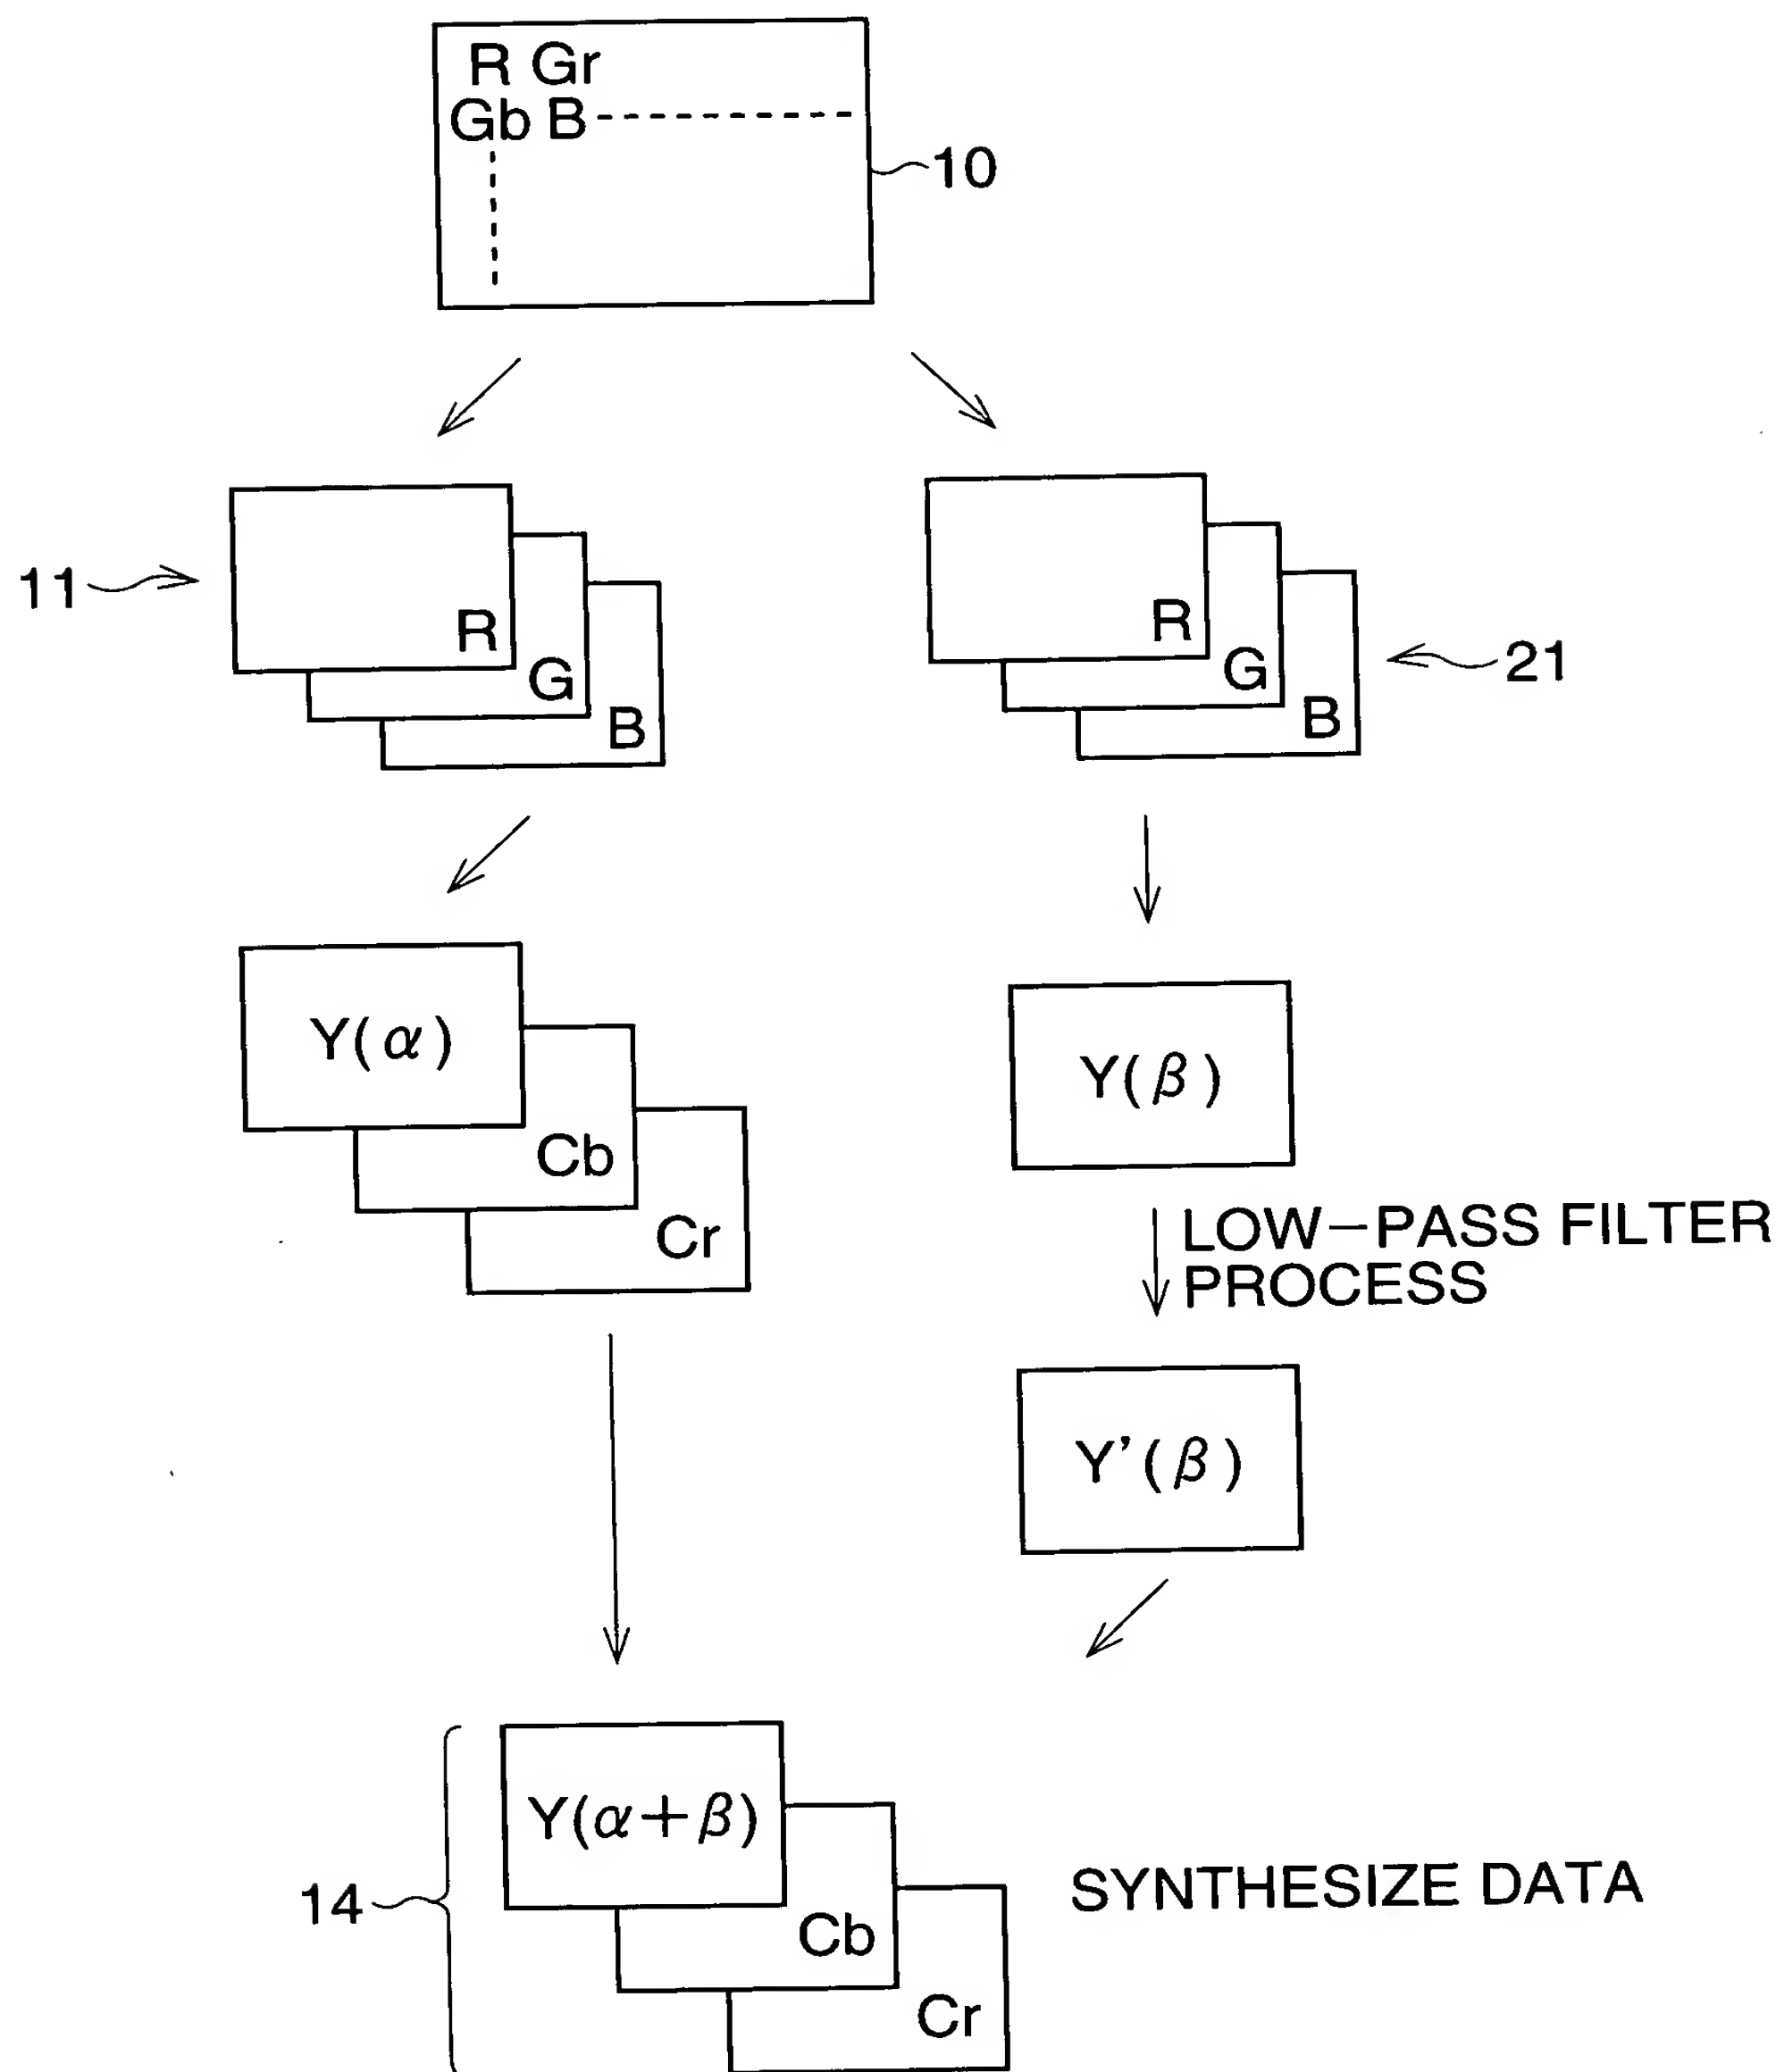 R Gr
Gb B
10
11
R
G
B
R
G
B
21
Y(α)
Cb
Cr
Y(β)
LOW-PASS FILTER
PROCESS
Y'(β)
14
Y(α+β)
Cb
Cr
SYNTHESIZE DATA